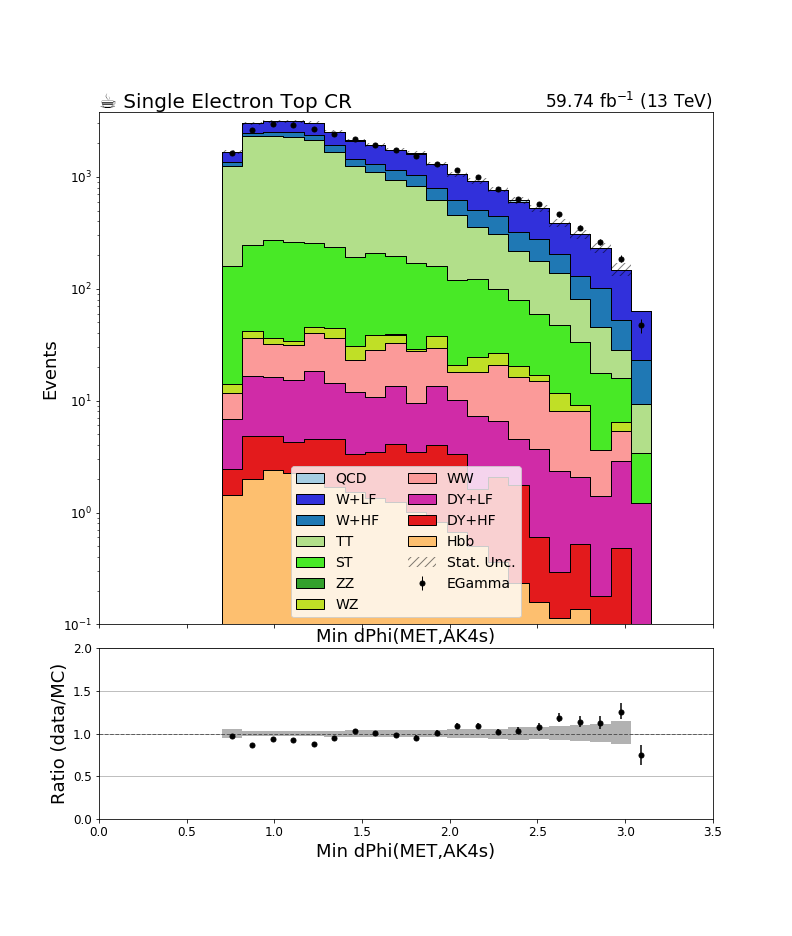 ☕ Single Electron Top CR
59.74 fb⁻¹ (13 TeV)
Events
10³
10²
10¹
10⁰
10⁻¹
QCD
W+LF
W+HF
TT
ST
ZZ
WZ
WW
DY+LF
DY+HF
Hbb
Stat. Unc.
EGamma
Min dPhi(MET,AK4s)
Ratio (data/MC)
2.0
1.5
1.0
0.5
0.0
0.0 0.5 1.0 1.5 2.0 2.5 3.0 3.5
Min dPhi(MET,AK4s)